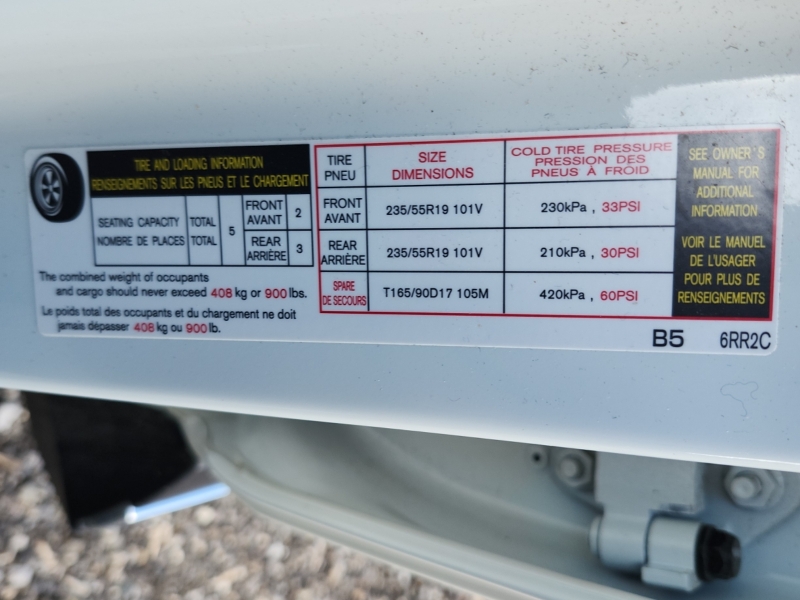 TIRE AND LOADING INFORMATION
RENSEIGNEMENTS SUR LES PNEUS ET LE CHARGEMENT
SEATING CAPACITY TOTAL 5 FRONT AVANT 2
NOMBRE DE PLACES TOTAL REAR ARRIÈRE 3
The combined weight of occupants
and cargo should never exceed 408 kg or 900 lbs.
Le poids total des occupants et du chargement ne doit
jamais dépasser 408 kg ou 900 lb.
TIRE PNEU SIZE DIMENSIONS COLD TIRE PRESSURE PRESSION DES PNEUS À FROID
FRONT AVANT 235/55R19 101V 230kPa , 33PSI
REAR ARRIÈRE 235/55R19 101V 210kPa , 30PSI
SPARE DE SECOURS T165/90D17 105M 420kPa , 60PSI
SEE OWNER'S
MANUAL FOR
ADDITIONAL
INFORMATION
VOIR LE MANUEL
DE L'USAGER
POUR PLUS DE
RENSEIGNEMENTS
B5 6RR2C